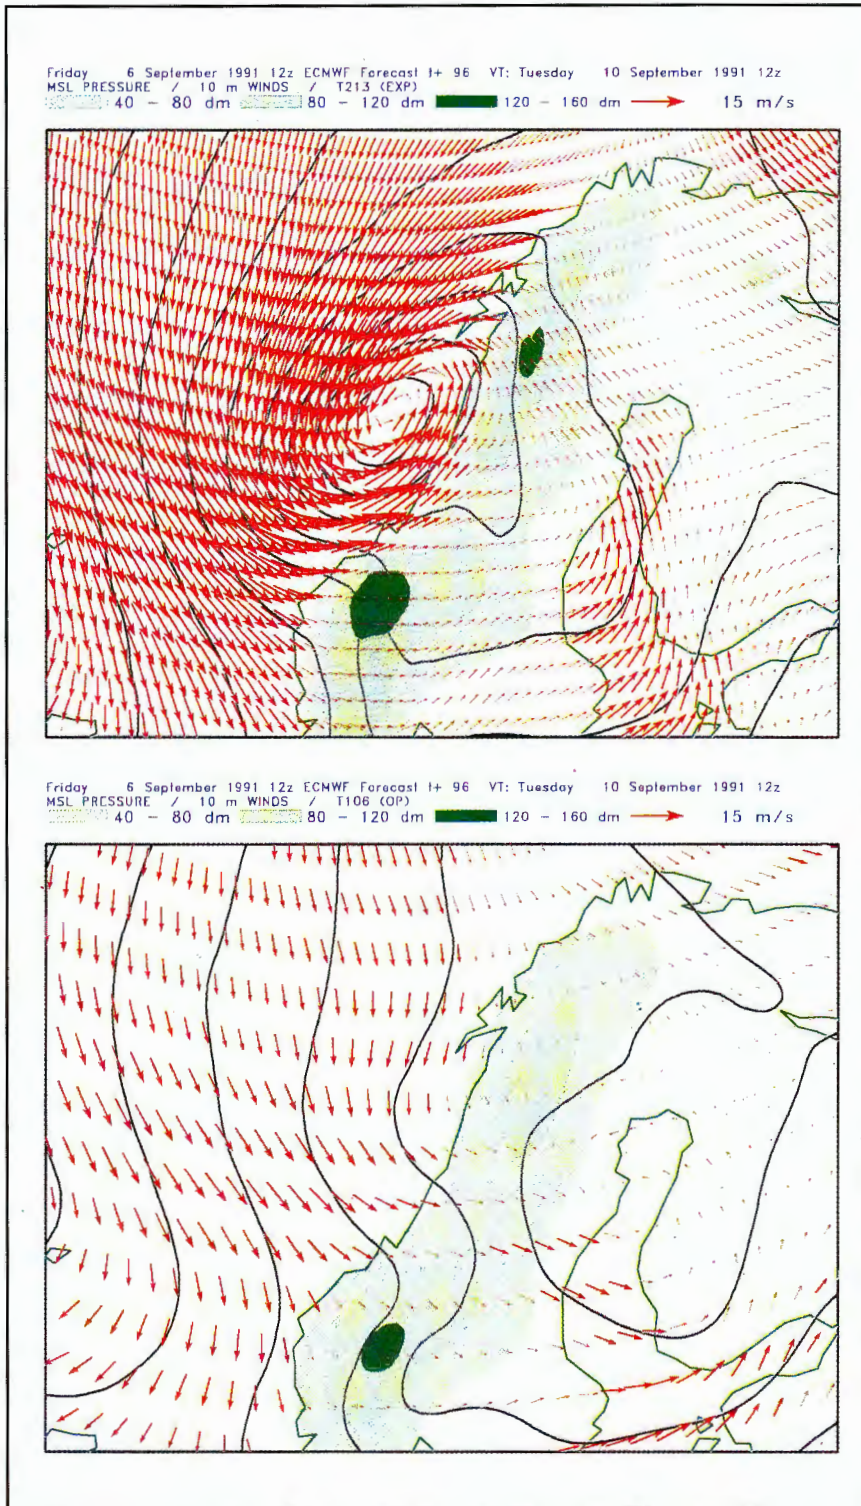 Friday 6 September 1991 12z ECMWF Forecast t+ 96 VT: Tuesday 10 September 1991 12z
MSL PRESSURE / 10 m WINDS / T213 (EXP)
40 - 80 dm 80 - 120 dm 120 - 160 dm 15 m/s
Friday 6 September 1991 12z ECMWF Forecast t+ 96 VT: Tuesday 10 September 1991 12z
MSL PRESSURE / 10 m WINDS / T106 (OP)
40 - 80 dm 80 - 120 dm 120 - 160 dm 15 m/s